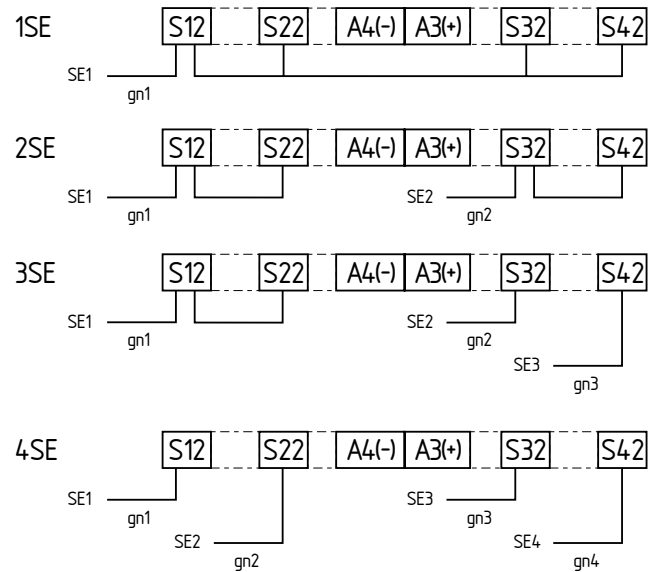 1SE S12 S22 A4(-) A3(+) S32 S42
SE1
gn1
2SE S12 S22 A4(-) A3(+) S32 S42
SE1 SE2
gn1 gn2
3SE S12 S22 A4(-) A3(+) S32 S42
SE1 SE2
gn1 gn2
SE3
gn3
4SE S12 S22 A4(-) A3(+) S32 S42
SE1 SE3
gn1 gn3
SE2 SE4
gn2 gn4